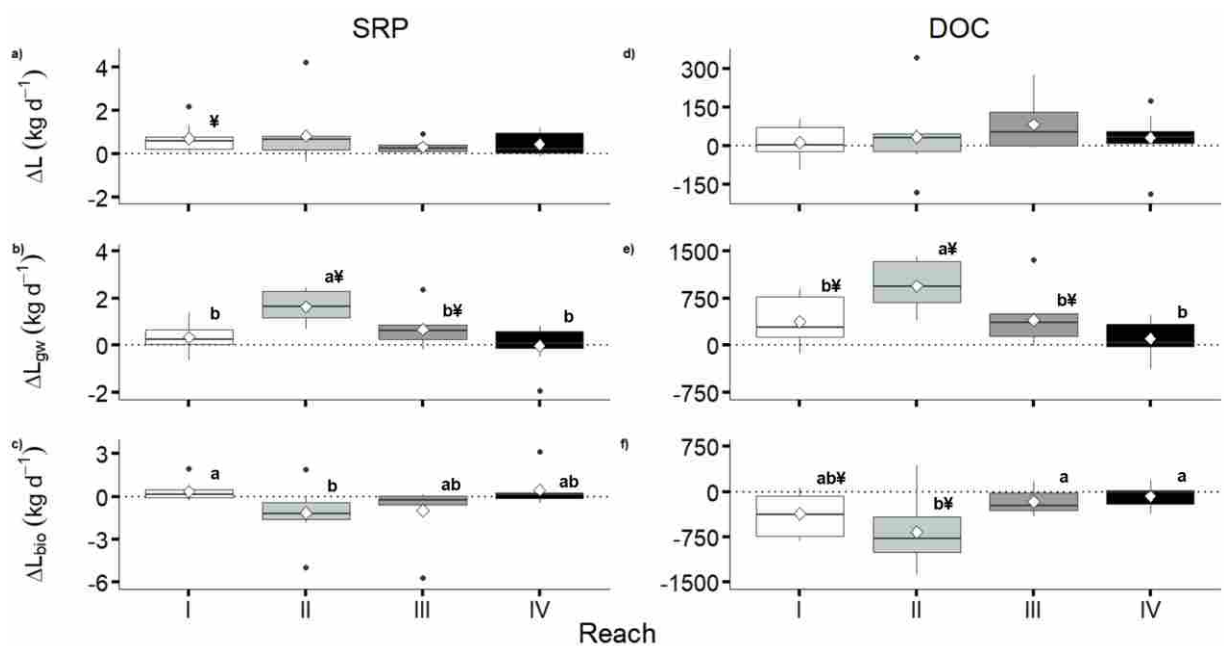 SRP
DOC
a)
ΔL (kg d⁻¹)
4
2
0
-2
¥
d)
300
150
0
-150
b)
ΔLgw (kg d⁻¹)
4
2
0
-2
b
a¥
b¥
b
e)
1500
750
0
-750
b¥
a¥
b¥
b
c)
ΔLbio (kg d⁻¹)
3
0
-3
-6
a
b
ab
ab
f)
750
0
-750
-1500
ab¥
b¥
a
a
I II III IV
I II III IV
Reach